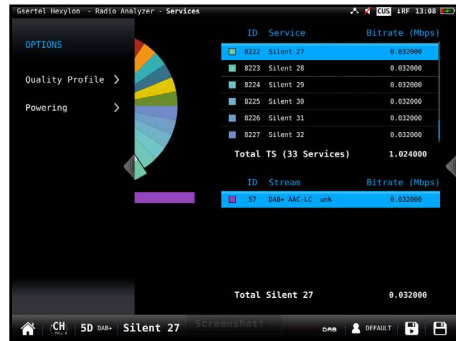 Gsertel Hexylon - Radio Analyzer - Services
CUS ↓RF 13:08
OPTIONS
Quality Profile >
Powering >
ID Service Bitrate (Mbps)
8222 Silent 27 0.032000
8223 Silent 28 0.032000
8224 Silent 29 0.032000
8225 Silent 30 0.032000
8226 Silent 31 0.032000
8227 Silent 32 0.032000
Total TS (33 Services) 1.024000
ID Stream Bitrate (Mbps)
57 DAB+ AAC-LC unk 0.032000
Total Silent 27 0.032000
CH 5D DAB+ Silent 27 Screenshot! DAB DEFAULT